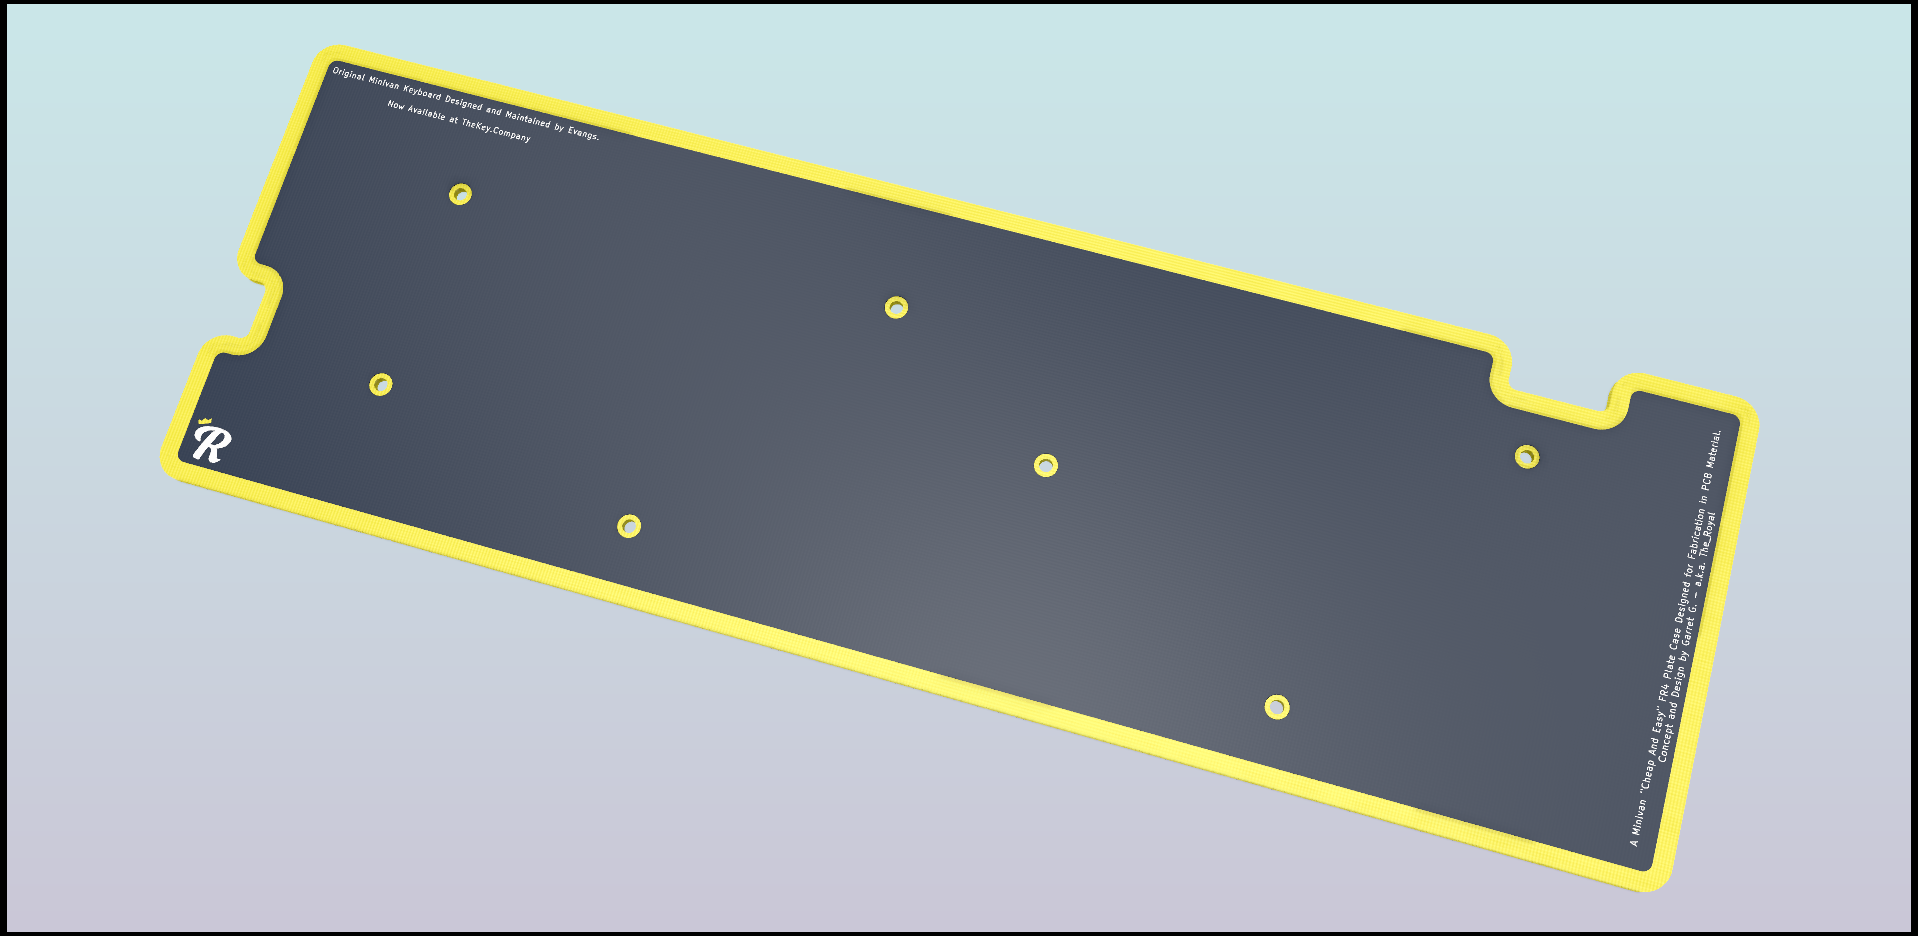 Original Minivan Keyboard Designed and Maintained by Evangs.
Now Available at TheKey.Company
R
A Minivan "Cheap And Easy" FR4 Plate Case Designed for Fabrication in PCB Material.
Concept and Design by Garret G. — a.k.a. The_Royal